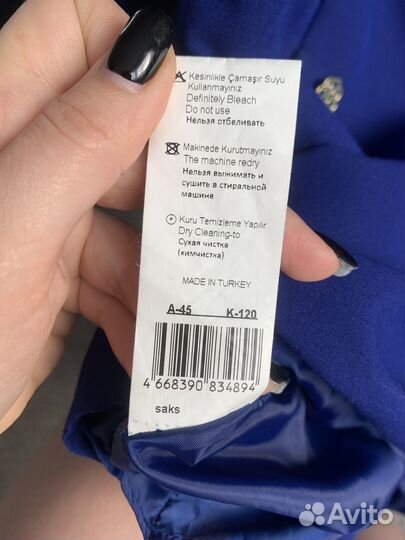 Kesinlikle Çamaşır Suyu
Kullanmayınız
Definitely Bleach
Do not use
Нельзя отбеливать
Makinede Kurutmayınız
The machine redry
Нельзя выжимать и
сушить в стиральной
машине
Kuru Temizleme Yapılır
Dry Cleaning-to
Сухая чистка
(химчистка)
MADE IN TURKEY
A-45 K-120
4 668390 834894
saks
Avito